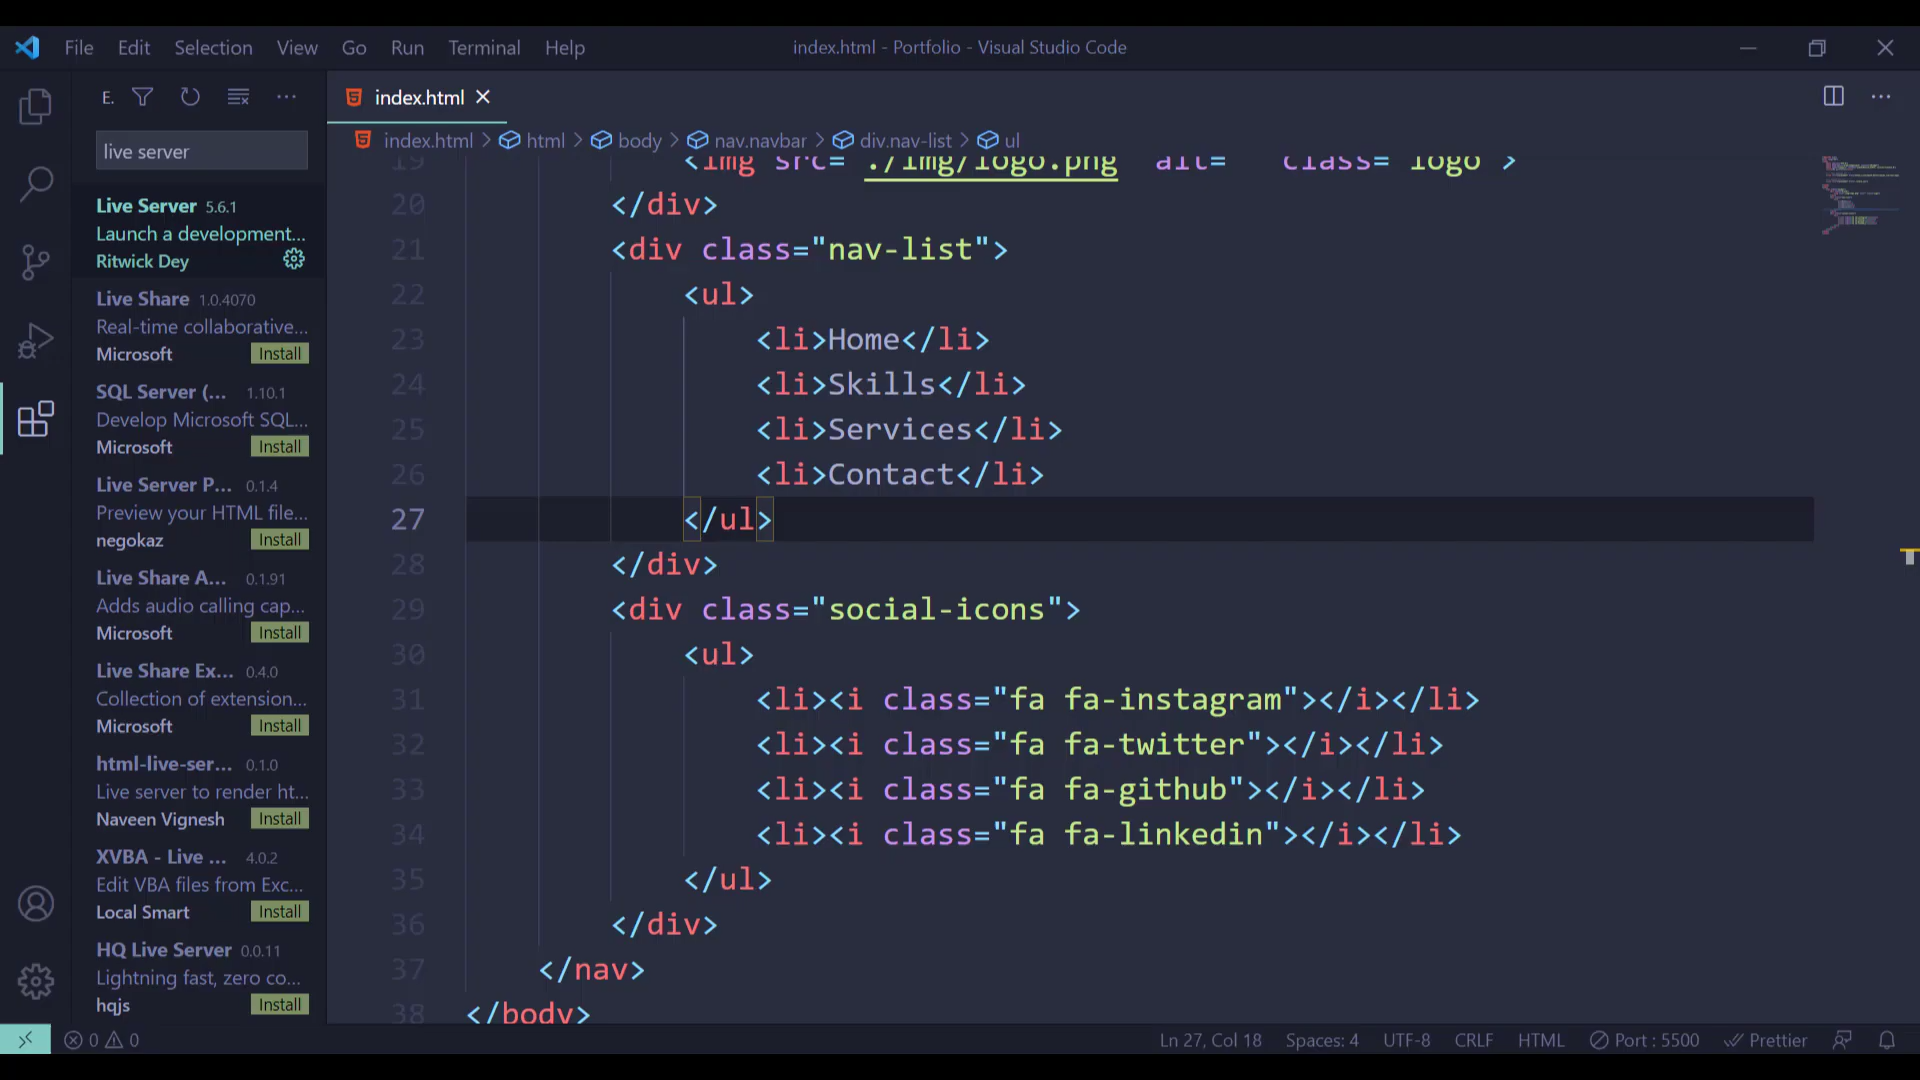 File Edit Selection View Go Run Terminal Help
index.html - Portfolio - Visual Studio Code
E.
live server
Live Server 5.6.1
Launch a development...
Ritwick Dey
Live Share 1.0.4070
Real-time collaborative...
Microsoft Install
SQL Server (... 1.10.1
Develop Microsoft SQL...
Microsoft Install
Live Server P... 0.1.4
Preview your HTML file...
negokaz Install
Live Share A... 0.1.91
Adds audio calling cap...
Microsoft Install
Live Share Ex... 0.4.0
Collection of extension...
Microsoft Install
html-live-ser... 0.1.0
Live server to render ht...
Naveen Vignesh Install
XVBA - Live ... 4.0.2
Edit VBA files from Exc...
Local Smart Install
HQ Live Server 0.0.11
Lightning fast, zero co...
hqjs Install
index.html
index.html > html > body > nav.navbar > div.nav-list > ul
19 <img src="./img/logo.png" alt="" class="logo">
20 </div>
21 <div class="nav-list">
22 <ul>
23 <li>Home</li>
24 <li>Skills</li>
25 <li>Services</li>
26 <li>Contact</li>
27 </ul>
28 </div>
29 <div class="social-icons">
30 <ul>
31 <li><i class="fa fa-instagram"></i></li>
32 <li><i class="fa fa-twitter"></i></li>
33 <li><i class="fa fa-github"></i></li>
34 <li><i class="fa fa-linkedin"></i></li>
35 </ul>
36 </div>
37 </nav>
38 </body>
0 0 Ln 27, Col 18 Spaces: 4 UTF-8 CRLF HTML Port : 5500 Prettier